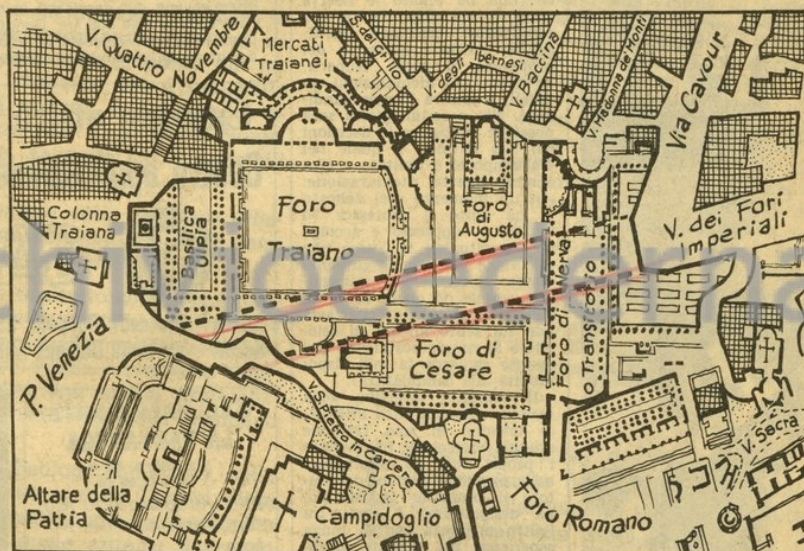 V. Quattro Novembre
Mercati
Traianei
S. del Grillo
V. degli Ibernesi
V. Baccina
V. Madonna dei Monti
Via Cavour
Colonna
Traiana
Basilica
Ulpia
Foro
Traiano
Foro
di
Augusto
Foro di Nerva
o Transitorio
V. dei Fori
Imperiali
P. Venezia
Foro di
Cesare
V. S. Pietro in Carcere
Altare della
Patria
Campidoglio
Foro Romano
V. Sacra
chiviocederna